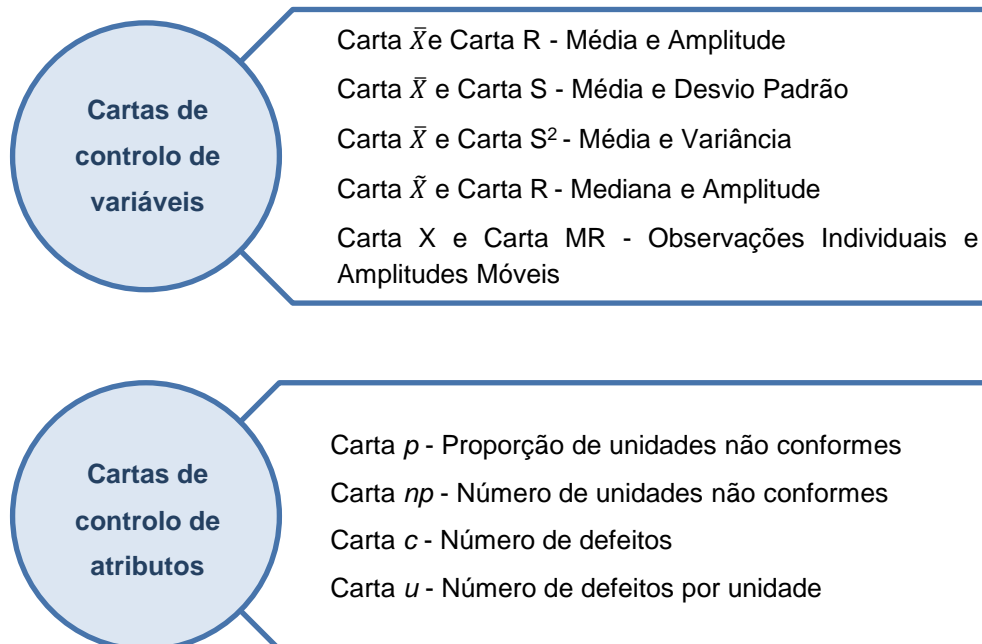 Cartas de
controlo de
variáveis
Carta X̄e Carta R - Média e Amplitude
Carta X̄ e Carta S - Média e Desvio Padrão
Carta X̄ e Carta S² - Média e Variância
Carta X̃ e Carta R - Mediana e Amplitude
Carta X e Carta MR - Observações Individuais e
Amplitudes Móveis
Cartas de
controlo de
atributos
Carta p - Proporção de unidades não conformes
Carta np - Número de unidades não conformes
Carta c - Número de defeitos
Carta u - Número de defeitos por unidade